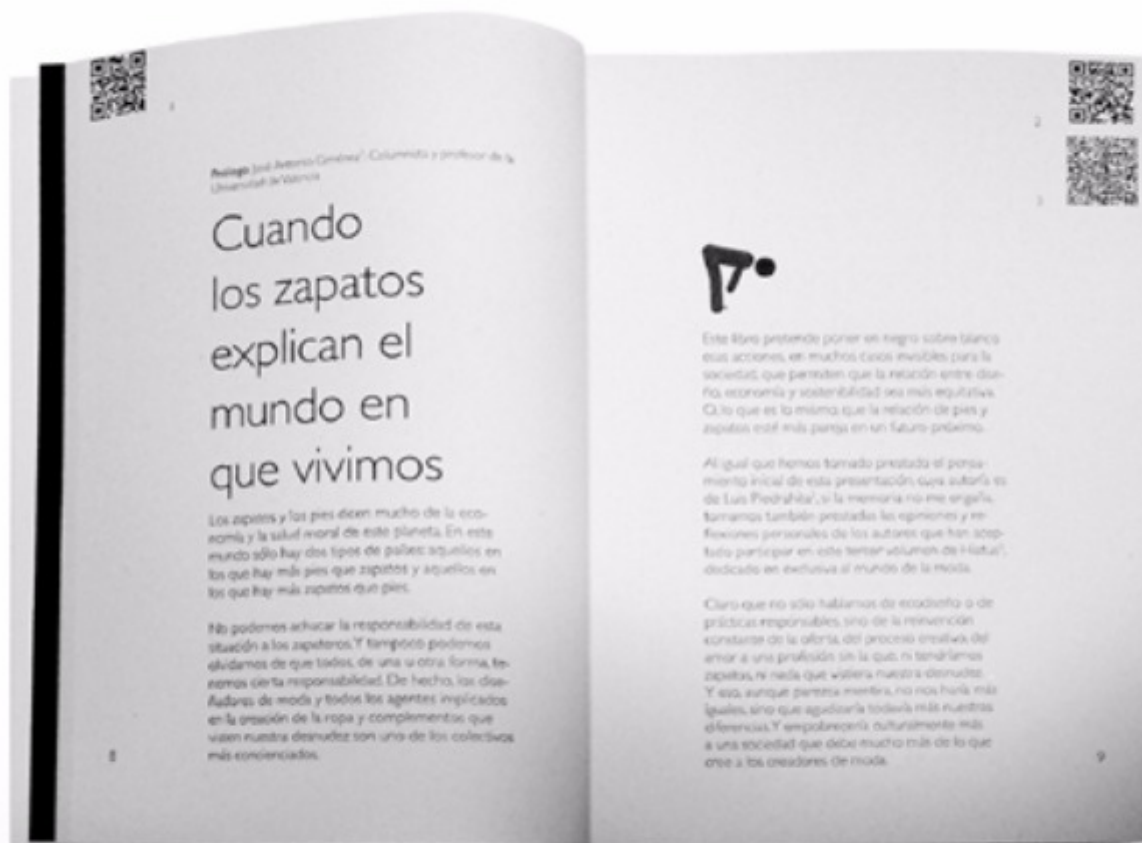 1
Prólogo José Antonio Giménez¹. Columnista y profesor de la
Universitat de València
Cuando
los zapatos
explican el
mundo en
que vivimos
Los zapatos y los pies dicen mucho de la eco-
nomía y la salud moral de este planeta. En este
mundo sólo hay dos tipos de países: aquellos en
los que hay más pies que zapatos y aquellos en
los que hay más zapatos que pies.
No podemos achacar la responsabilidad de esta
situación a los zapateros. Y tampoco podemos
olvidarnos de que todos, de una u otra forma, te-
nemos cierta responsabilidad. De hecho, los dise-
ñadores de moda y todos los agentes implicados
en la creación de la ropa y complementos que
visten nuestra desnudez son uno de los colectivos
más concienciados.
8
2
3
Este libro pretende poner en negro sobre blanco
esas acciones, en muchos casos invisibles para la
sociedad, que permiten que la relación entre dise-
ño, economía y sostenibilidad sea más equitativa.
O, lo que es lo mismo, que la relación de pies y
zapatos esté más pareja en un futuro próximo.
Al igual que hemos tomado prestado el pensa-
miento inicial de esta presentación, cuya autoría es
de Luis Piedrahita², si la memoria no me engaña,
tomamos también prestadas las opiniones y re-
flexiones personales de los autores que han acep-
tado participar en este tercer volumen de Hiatus³,
dedicado en exclusiva al mundo de la moda.
Claro que no sólo hablamos de ecodiseño o de
prácticas responsables, sino de la reinvención
constante de la oferta, del proceso creativo, del
amor a una profesión sin la que, ni tendríamos
zapatos, ni nada que vistiera nuestra desnudez.
Y eso, aunque parezca mentira, no nos haría más
iguales, sino que agudizaría todavía más nuestras
diferencias. Y empobrecería culturalmente más
a una sociedad que debe mucho más de lo que
cree a los creadores de moda.
9